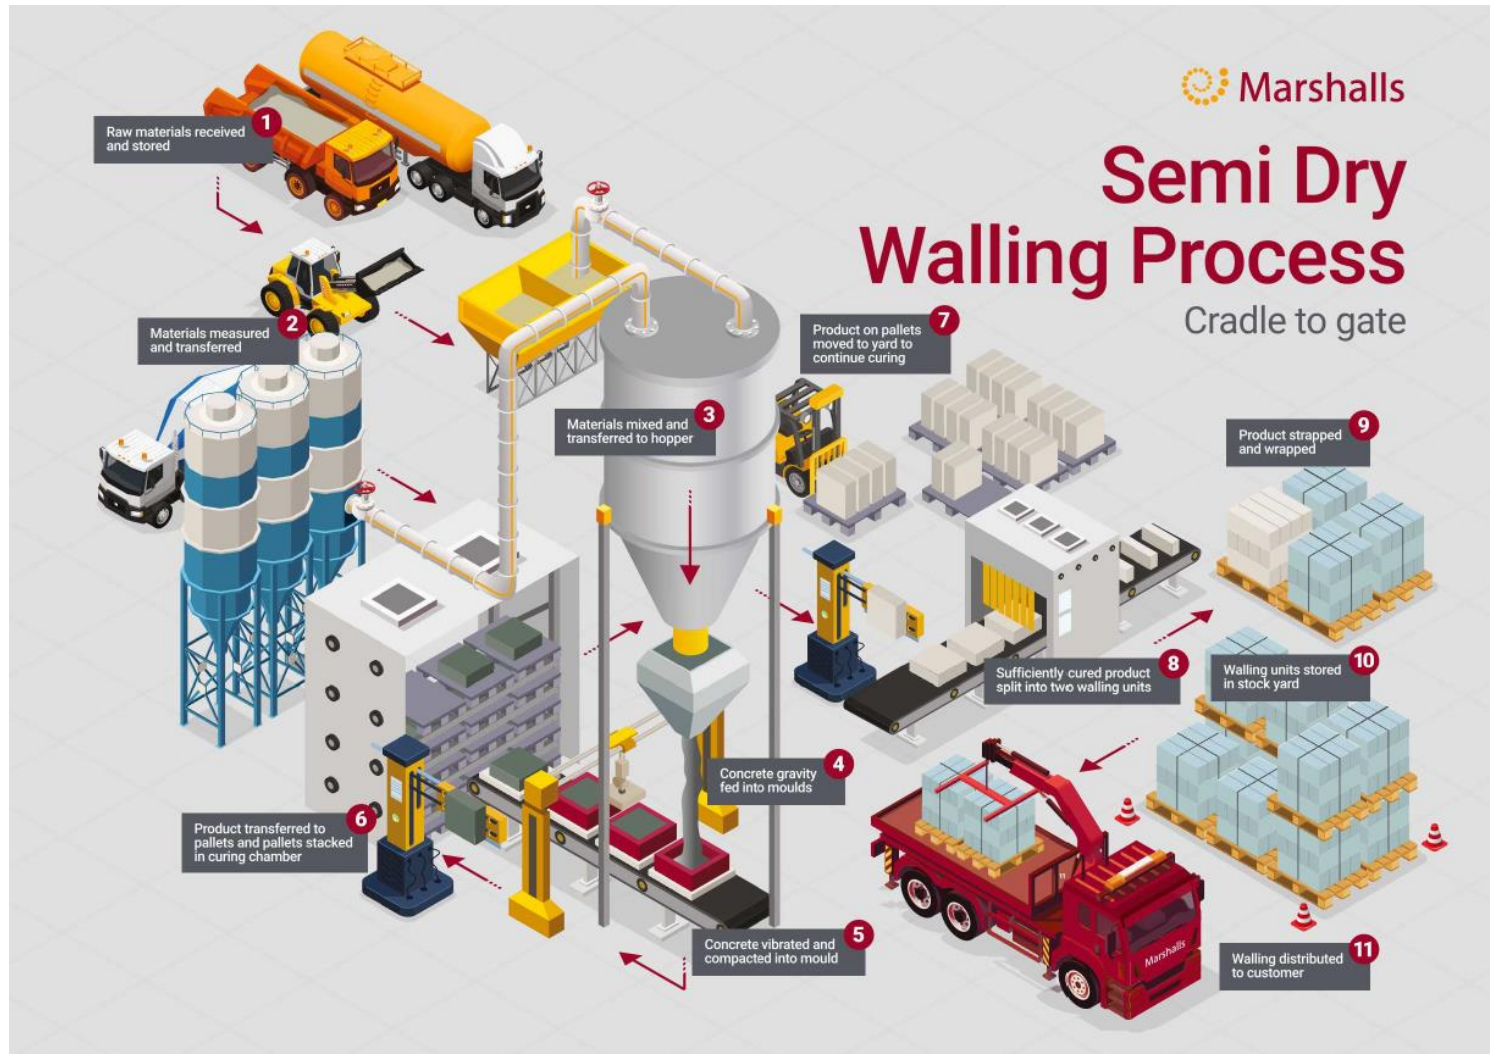 Marshalls
Semi Dry
Walling Process
Cradle to gate
1
Raw materials received
and stored
2
Materials measured
and transferred
3
Materials mixed and
transferred to hopper
4
Concrete gravity
fed into moulds
5
Concrete vibrated and
compacted into mould
6
Product transferred to
pallets and pallets stacked
in curing chamber
7
Product on pallets
moved to yard to
continue curing
8
Sufficiently cured product
split into two walling units
9
Product strapped
and wrapped
10
Walling units stored
in stock yard
11
Walling distributed
to customer
Marshalls